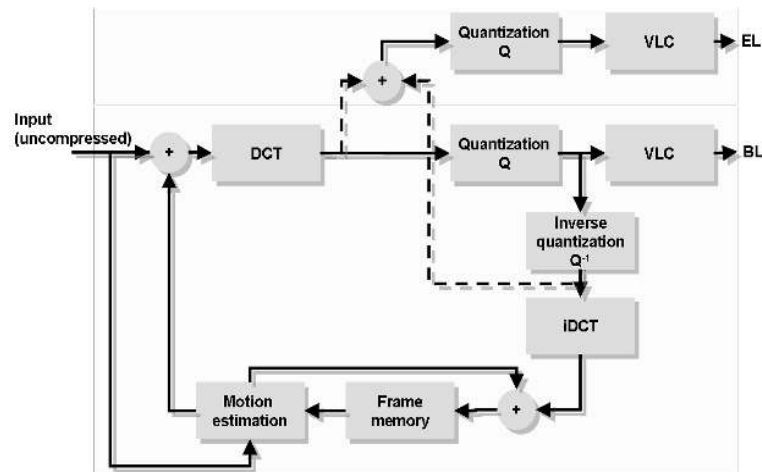 Quantization
Q
VLC
EL
+
Input
(uncompressed)
+
DCT
Quantization
Q
VLC
BL
Inverse
quantization
Q-1
iDCT
Motion
estimation
Frame
memory
+